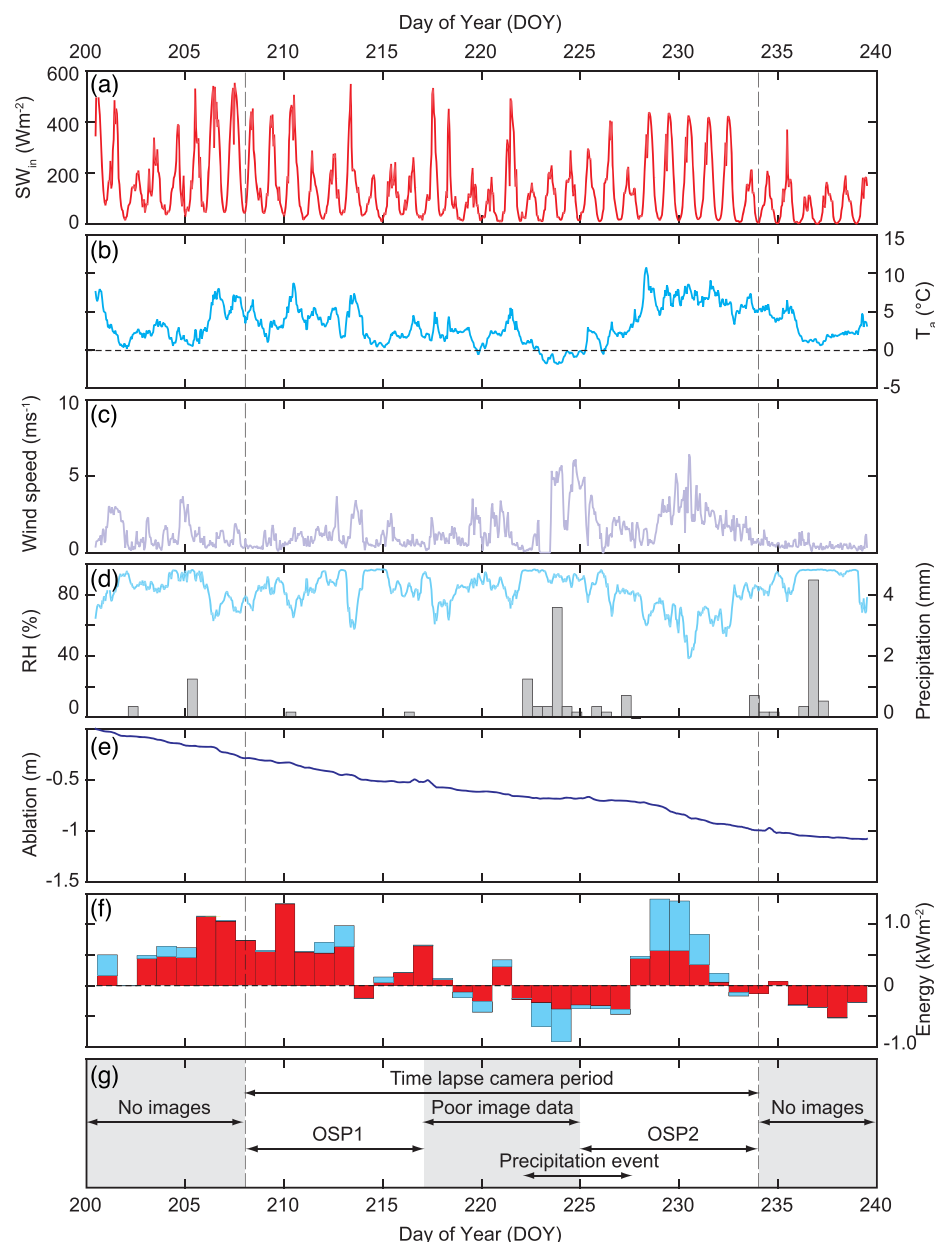 Day of Year (DOY)
200 205 210 215 220 225 230 235 240
(a)
600
400
200
0
SW_in (Wm⁻²)
(b)
15
10
5
0
-5
T_a (°C)
(c)
10
5
0
Wind speed (ms⁻¹)
(d)
80
40
0
RH (%)
4
2
0
Precipitation (mm)
(e)
-0.5
-1
-1.5
Ablation (m)
(f)
1.0
0
-1.0
Energy (kWm⁻²)
(g)
Time lapse camera period
No images Poor image data No images
OSP1 OSP2
Precipitation event
200 205 210 215 220 225 230 235 240
Day of Year (DOY)